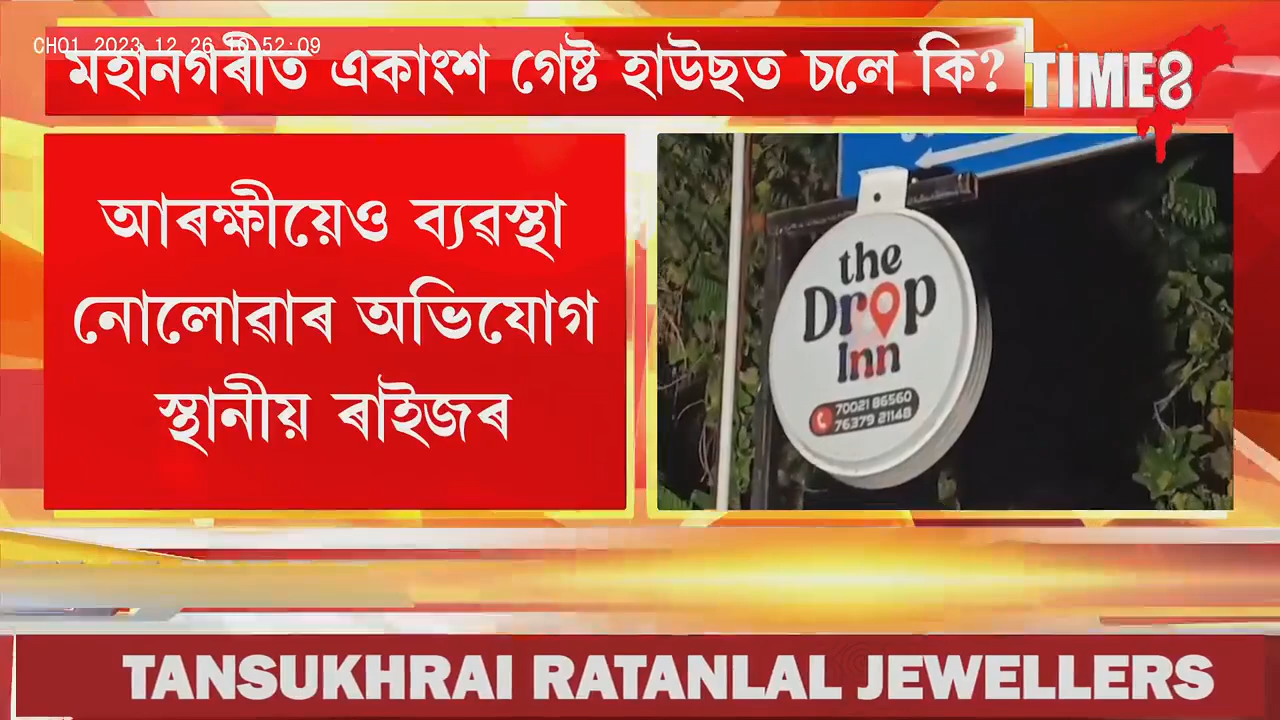 CH01 2023 12 26 10:52:09
মহানগৰীত একাংশ গেষ্ট হাউছত চলে কি?
TIME8
আৰক্ষীয়েও ব্যৱস্থা
নোলোৱাৰ অভিযোগ
স্থানীয় ৰাইজৰ
the
Drop
Inn
70021 86560
76379 21148
TANSUKHRAI RATANLAL JEWELLERS